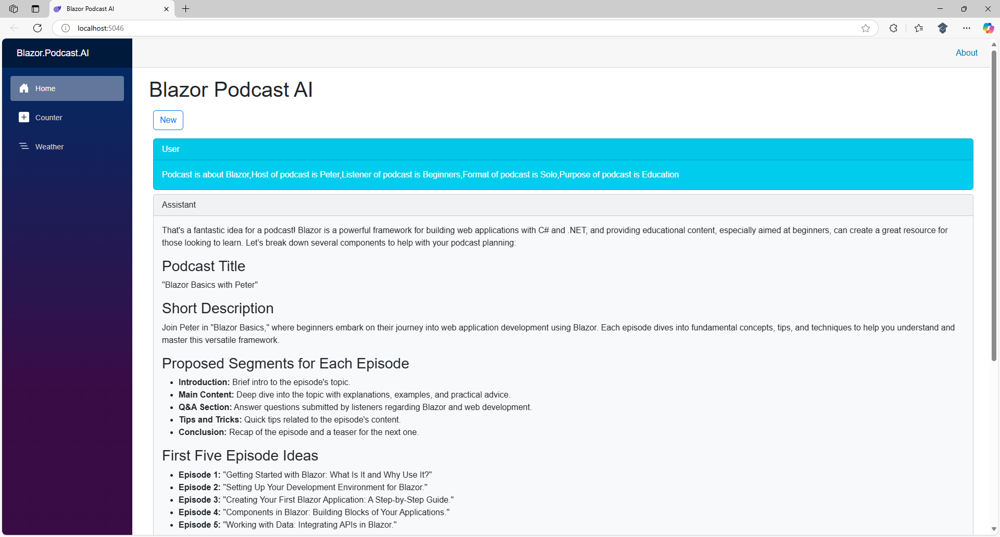 Blazor Podcast AI
localhost:5046
Blazor.Podcast.AI
About
Home
Counter
Weather
Blazor Podcast AI
New
User
Podcast is about Blazor,Host of podcast is Peter,Listener of podcast is Beginners,Format of podcast is Solo,Purpose of podcast is Education
Assistant
That's a fantastic idea for a podcast! Blazor is a powerful framework for building web applications with C# and .NET, and providing educational content, especially aimed at beginners, can create a great resource for
those looking to learn. Let’s break down several components to help with your podcast planning:
Podcast Title
"Blazor Basics with Peter"
Short Description
Join Peter in "Blazor Basics," where beginners embark on their journey into web application development using Blazor. Each episode dives into fundamental concepts, tips, and techniques to help you understand and
master this versatile framework.
Proposed Segments for Each Episode
• Introduction: Brief intro to the episode's topic.
• Main Content: Deep dive into the topic with explanations, examples, and practical advice.
• Q&A Section: Answer questions submitted by listeners regarding Blazor and web development.
• Tips and Tricks: Quick tips related to the episode's content.
• Conclusion: Recap of the episode and a teaser for the next one.
First Five Episode Ideas
• Episode 1: "Getting Started with Blazor: What Is It and Why Use It?"
• Episode 2: "Setting Up Your Development Environment for Blazor."
• Episode 3: "Creating Your First Blazor Application: A Step-by-Step Guide."
• Episode 4: "Components in Blazor: Building Blocks of Your Applications."
• Episode 5: "Working with Data: Integrating APIs in Blazor."